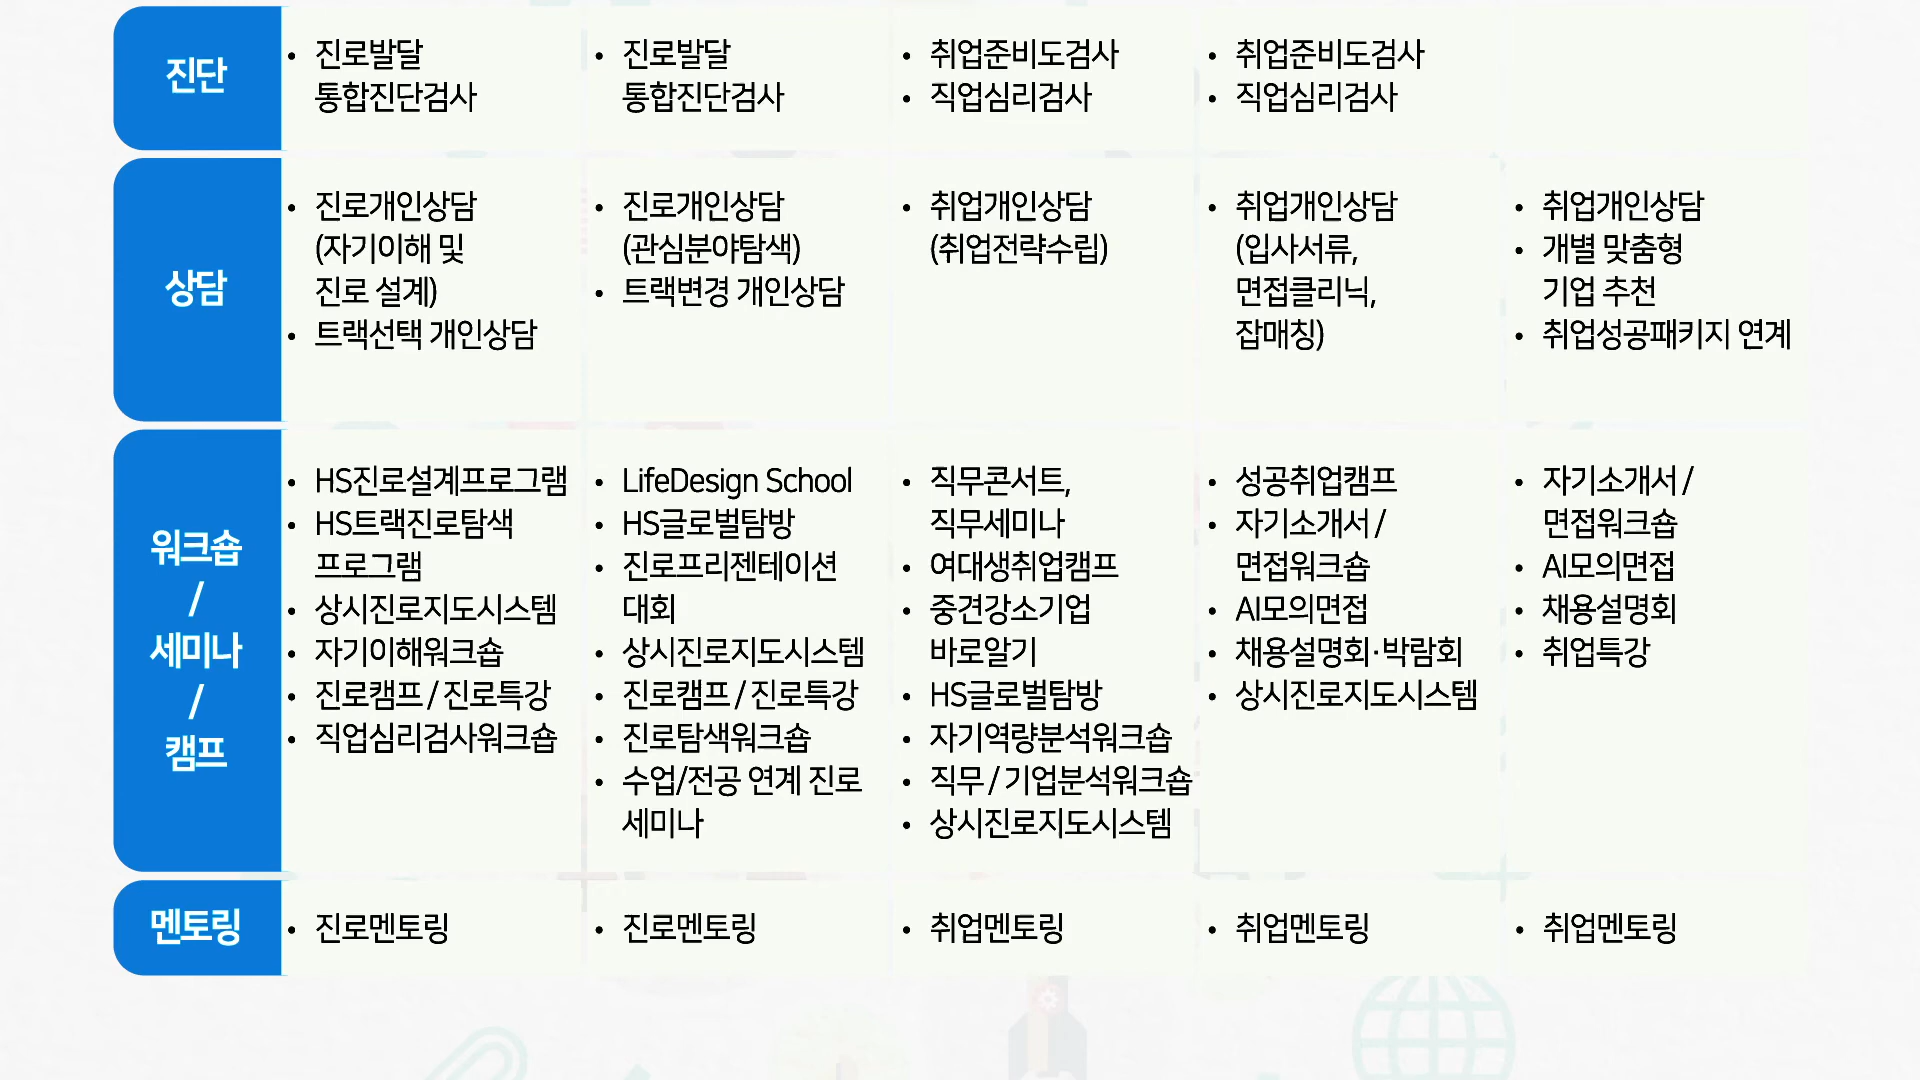 진단
• 진로발달
통합진단검사
• 진로발달
통합진단검사
• 취업준비도검사
• 직업심리검사
• 취업준비도검사
• 직업심리검사
상담
• 진로개인상담
(자기이해 및
진로 설계)
• 트랙선택 개인상담
• 진로개인상담
(관심분야탐색)
• 트랙변경 개인상담
• 취업개인상담
(취업전략수립)
• 취업개인상담
(입사서류,
면접클리닉,
잡매칭)
• 취업개인상담
• 개별 맞춤형
기업 추천
• 취업성공패키지 연계
워크숍
/
세미나
/
캠프
• HS진로설계프로그램
• HS트랙진로탐색
프로그램
• 상시진로지도시스템
• 자기이해워크숍
• 진로캠프 / 진로특강
• 직업심리검사워크숍
• LifeDesign School
• HS글로벌탐방
• 진로프리젠테이션
대회
• 상시진로지도시스템
• 진로캠프 / 진로특강
• 진로탐색워크숍
• 수업/전공 연계 진로
세미나
• 직무콘서트,
직무세미나
• 여대생취업캠프
• 중견강소기업
바로알기
• HS글로벌탐방
• 자기역량분석워크숍
• 직무 / 기업분석워크숍
• 상시진로지도시스템
• 성공취업캠프
• 자기소개서 /
면접워크숍
• AI모의면접
• 채용설명회·박람회
• 상시진로지도시스템
• 자기소개서 /
면접워크숍
• AI모의면접
• 채용설명회
• 취업특강
멘토링
• 진로멘토링
• 진로멘토링
• 취업멘토링
• 취업멘토링
• 취업멘토링